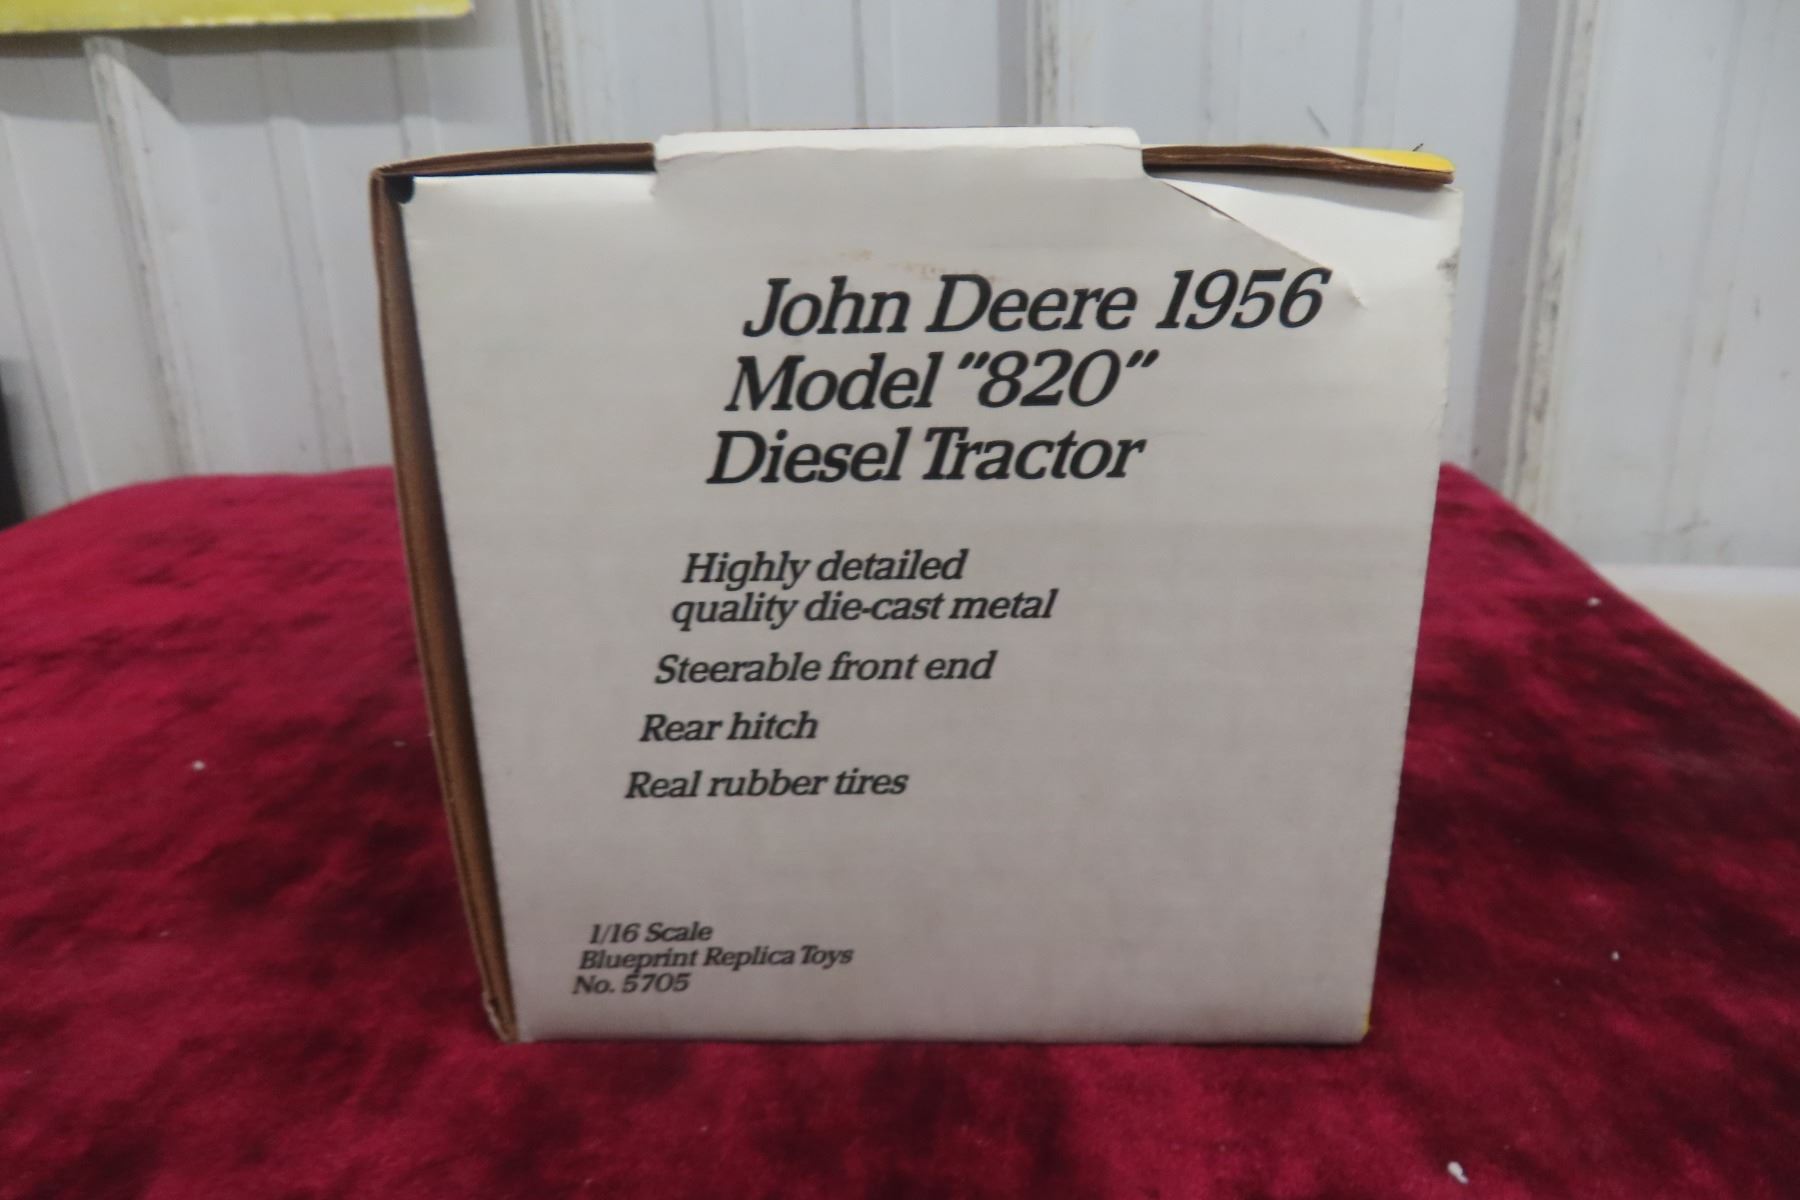 John Deere 1956
Model "820"
Diesel Tractor
Highly detailed
quality die-cast metal
Steerable front end
Rear hitch
Real rubber tires
1/16 Scale
Blueprint Replica Toys
No. 5705